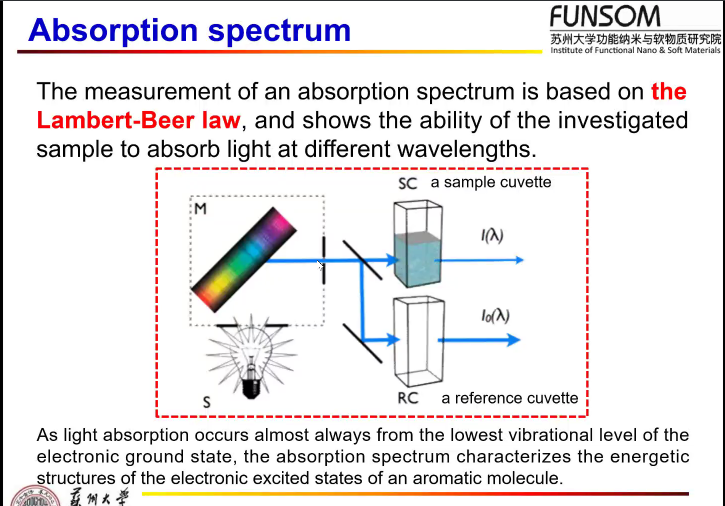 Absorption spectrum
FUNSOM
苏州大学功能纳米与软物质研究院
Institute of Functional Nano & Soft Materials
The measurement of an absorption spectrum is based on the
Lambert-Beer law, and shows the ability of the investigated
sample to absorb light at different wavelengths.
SC a sample cuvette
M
I(λ)
I₀(λ)
S
RC a reference cuvette
As light absorption occurs almost always from the lowest vibrational level of the
electronic ground state, the absorption spectrum characterizes the energetic
structures of the electronic excited states of an aromatic molecule.
苏州大学